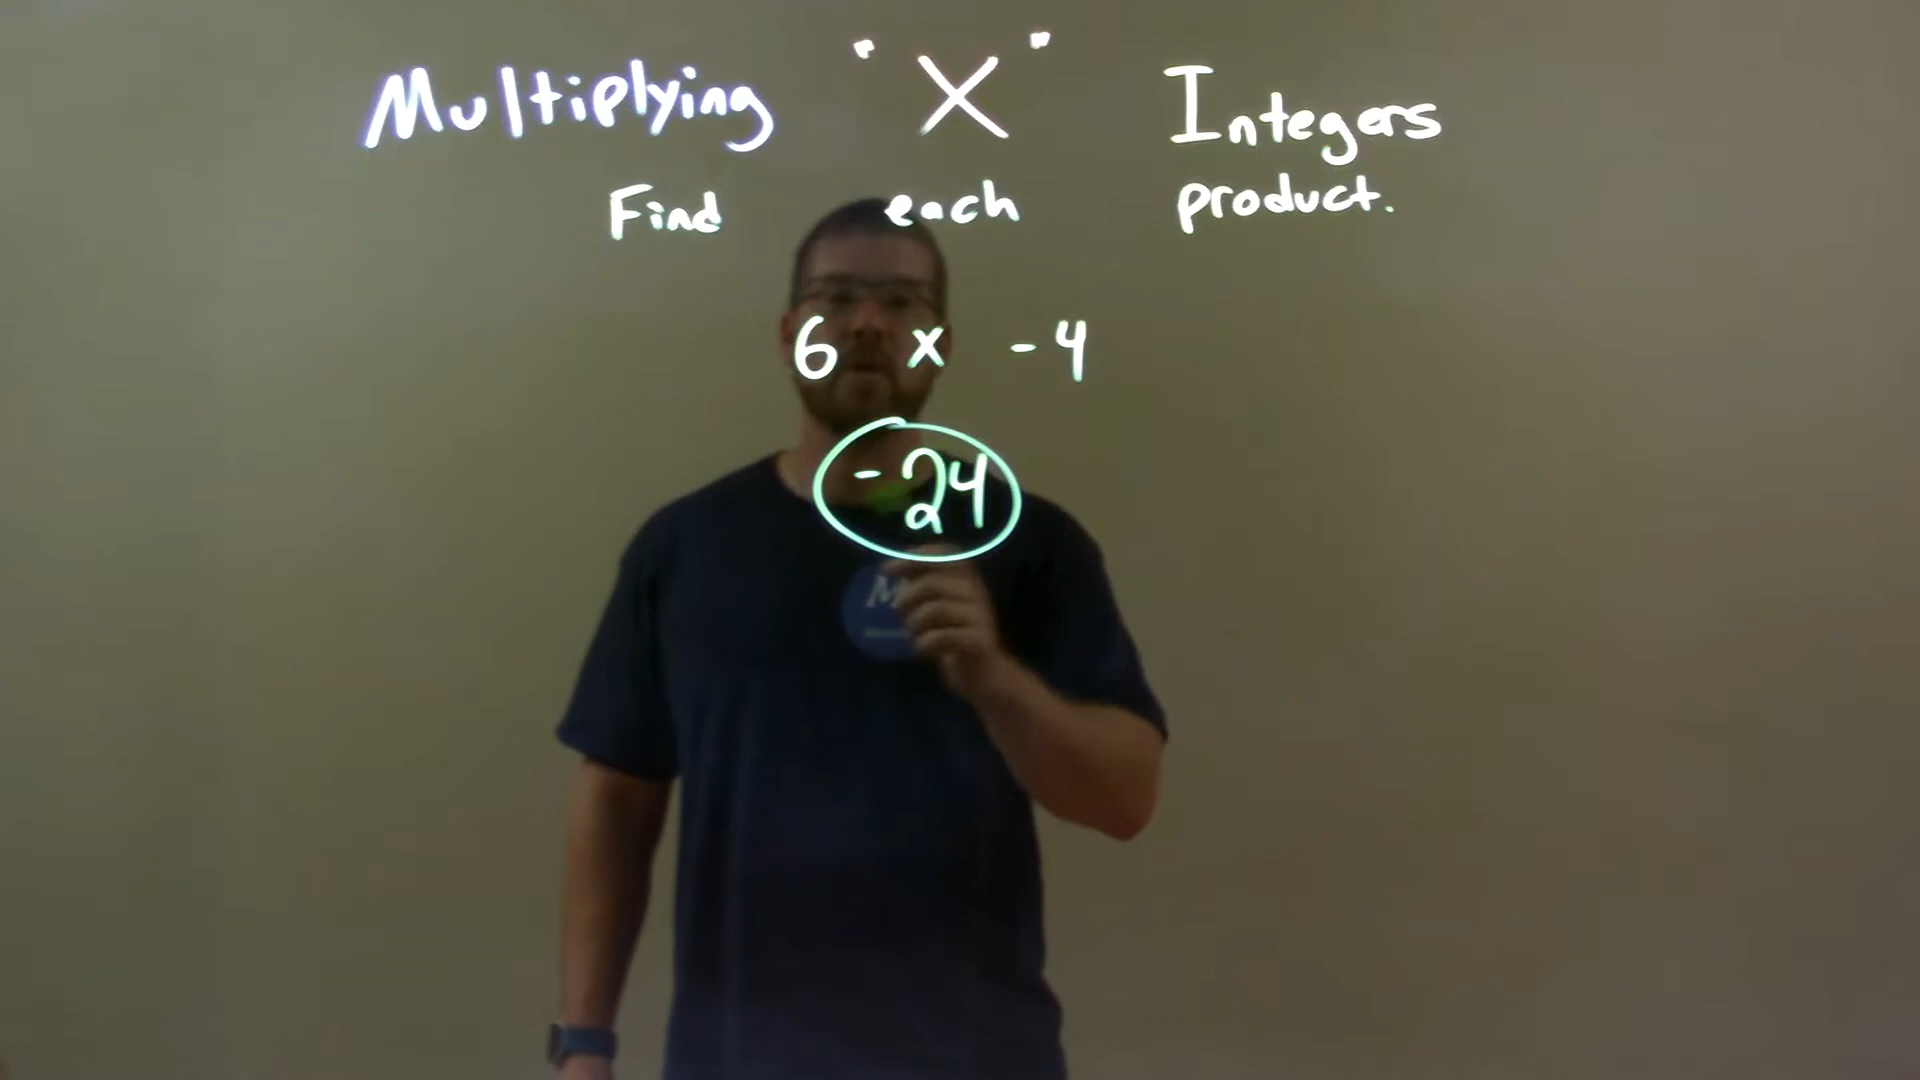 Multiplying "X" Integers
Find each product.
6 x -4
-24
M